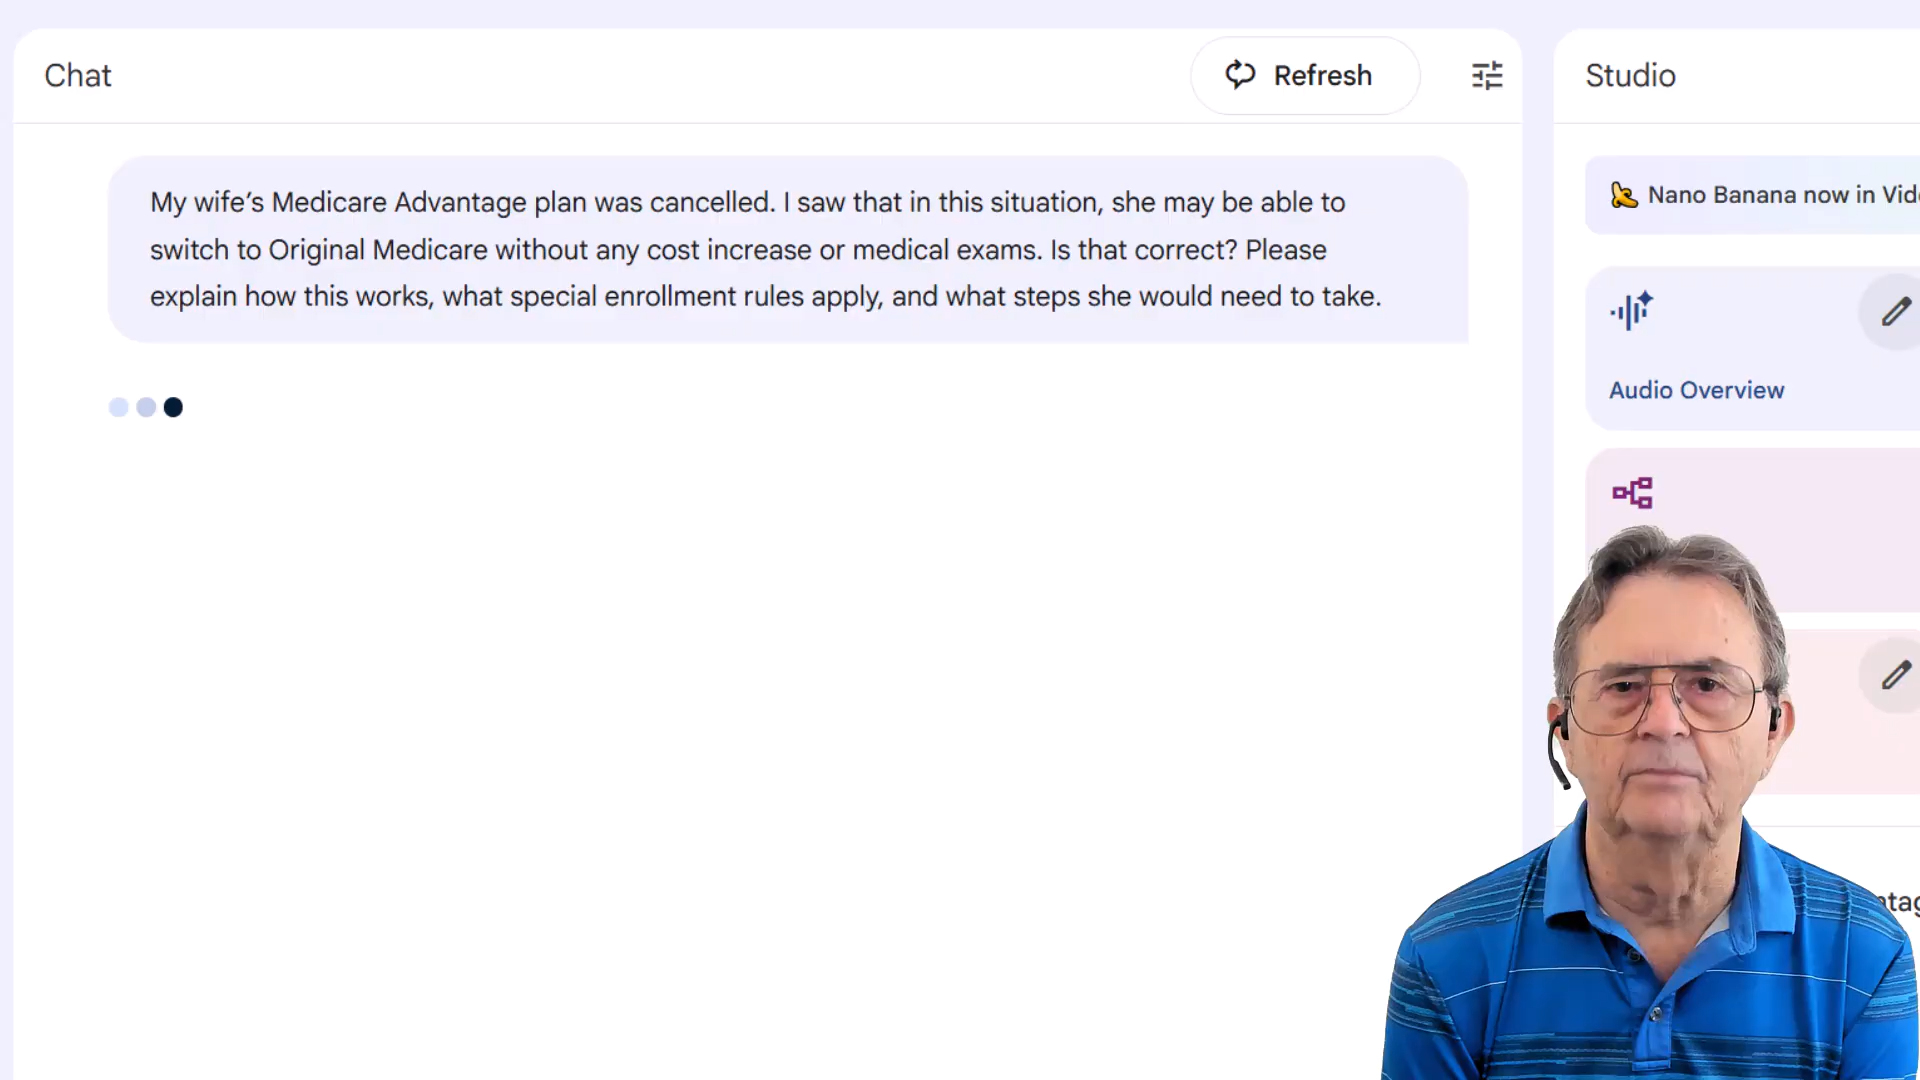 Chat
Refresh
Studio
My wife’s Medicare Advantage plan was cancelled. I saw that in this situation, she may be able to
switch to Original Medicare without any cost increase or medical exams. Is that correct? Please
explain how this works, what special enrollment rules apply, and what steps she would need to take.
Nano Banana now in Vid
Audio Overview